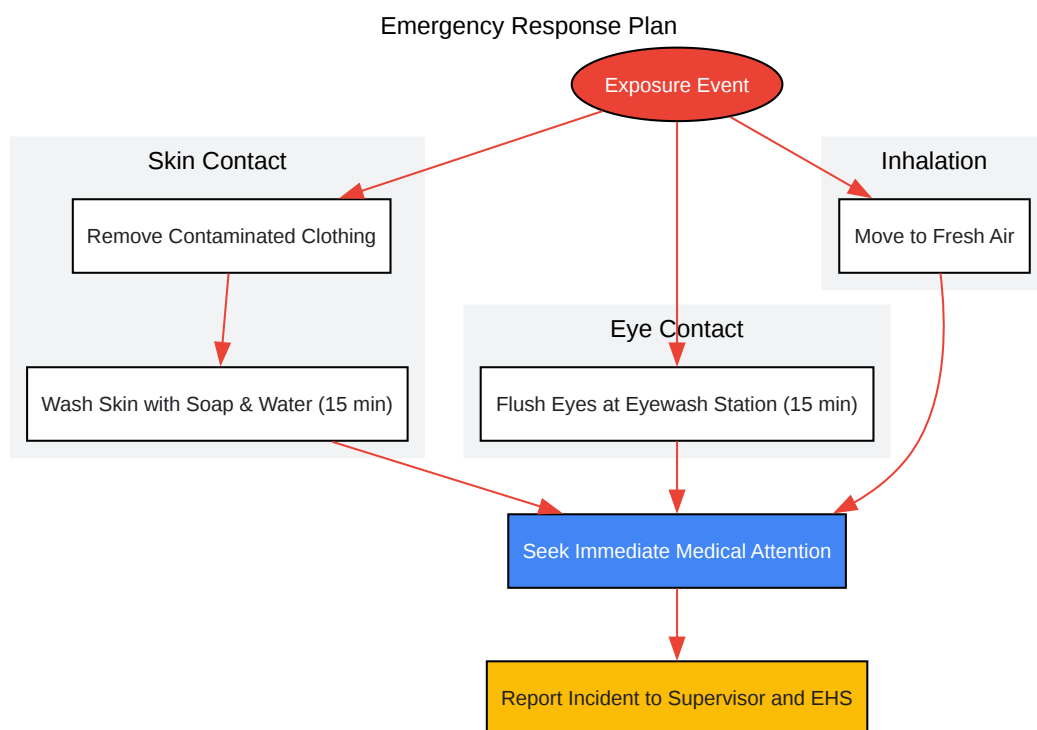 Emergency Response Plan
Exposure Event
Skin Contact
Inhalation
Remove Contaminated Clothing
Move to Fresh Air
Eye Contact
Wash Skin with Soap & Water (15 min)
Flush Eyes at Eyewash Station (15 min)
Seek Immediate Medical Attention
Report Incident to Supervisor and EHS